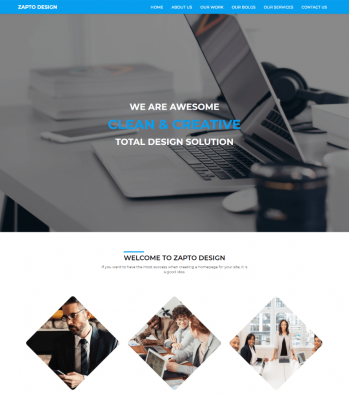 ZAPTO DESIGN
HOME ABOUT US OUR WORK OUR BOLGS OUR SERVICES CONTACT US
WE ARE AWESOME
CLEAN & CREATIVE
TOTAL DESIGN SOLUTION
WELCOME TO ZAPTO DESIGN
If you want to have the most success when creating a homepage for your site, it is
a good idea.